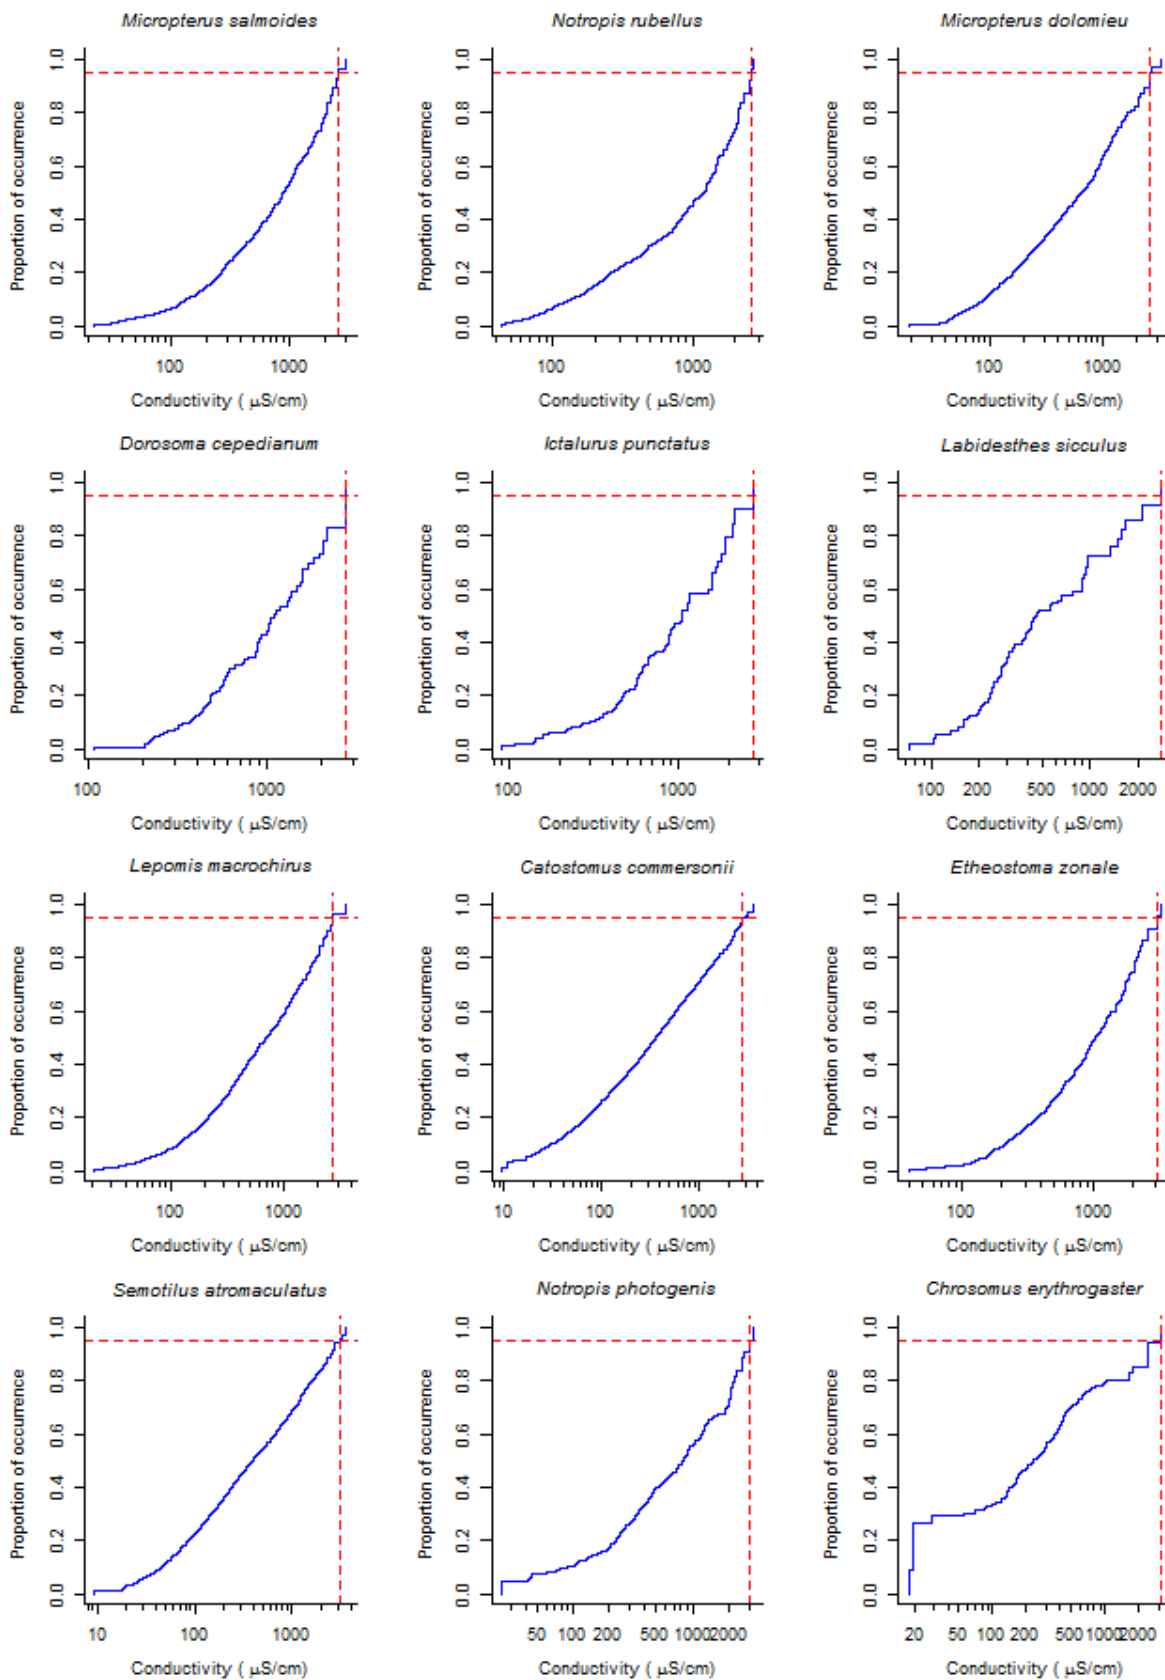 Micropterus salmoides
Notropis rubellus
Micropterus dolomieu
Proportion of occurrence
0.0 0.2 0.4 0.6 0.8 1.0
100 1000
Conductivity ( μS/cm)
Proportion of occurrence
0.0 0.2 0.4 0.6 0.8 1.0
100 1000
Conductivity ( μS/cm)
Proportion of occurrence
0.0 0.2 0.4 0.6 0.8 1.0
100 1000
Conductivity ( μS/cm)
Dorosoma cepedianum
Ictalurus punctatus
Labidesthes sicculus
Proportion of occurrence
0.0 0.2 0.4 0.6 0.8 1.0
100 1000
Conductivity ( μS/cm)
Proportion of occurrence
0.0 0.2 0.4 0.6 0.8 1.0
100 1000
Conductivity ( μS/cm)
Proportion of occurrence
0.0 0.2 0.4 0.6 0.8 1.0
100 200 500 1000 2000
Conductivity ( μS/cm)
Lepomis macrochirus
Catostomus commersonii
Etheostoma zonale
Proportion of occurrence
0.0 0.2 0.4 0.6 0.8 1.0
100 1000
Conductivity ( μS/cm)
Proportion of occurrence
0.0 0.2 0.4 0.6 0.8 1.0
10 100 1000
Conductivity ( μS/cm)
Proportion of occurrence
0.0 0.2 0.4 0.6 0.8 1.0
100 1000
Conductivity ( μS/cm)
Semotilus atromaculatus
Notropis photogenis
Chrosomus erythrogaster
Proportion of occurrence
0.0 0.2 0.4 0.6 0.8 1.0
10 100 1000
Conductivity ( μS/cm)
Proportion of occurrence
0.0 0.2 0.4 0.6 0.8 1.0
50 100 200 500 1000 2000
Conductivity ( μS/cm)
Proportion of occurrence
0.0 0.2 0.4 0.6 0.8 1.0
20 50 100 200 500 1000 2000
Conductivity ( μS/cm)